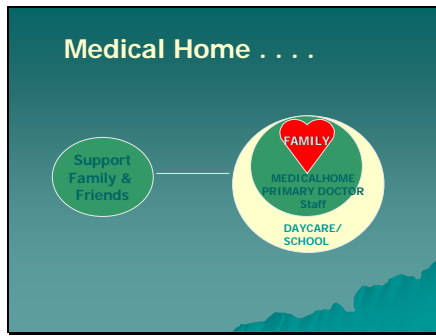 Medical Home . . . .
Support
Family &
Friends
FAMILY
MEDICALHOME
PRIMARY DOCTOR
Staff
DAYCARE/
SCHOOL